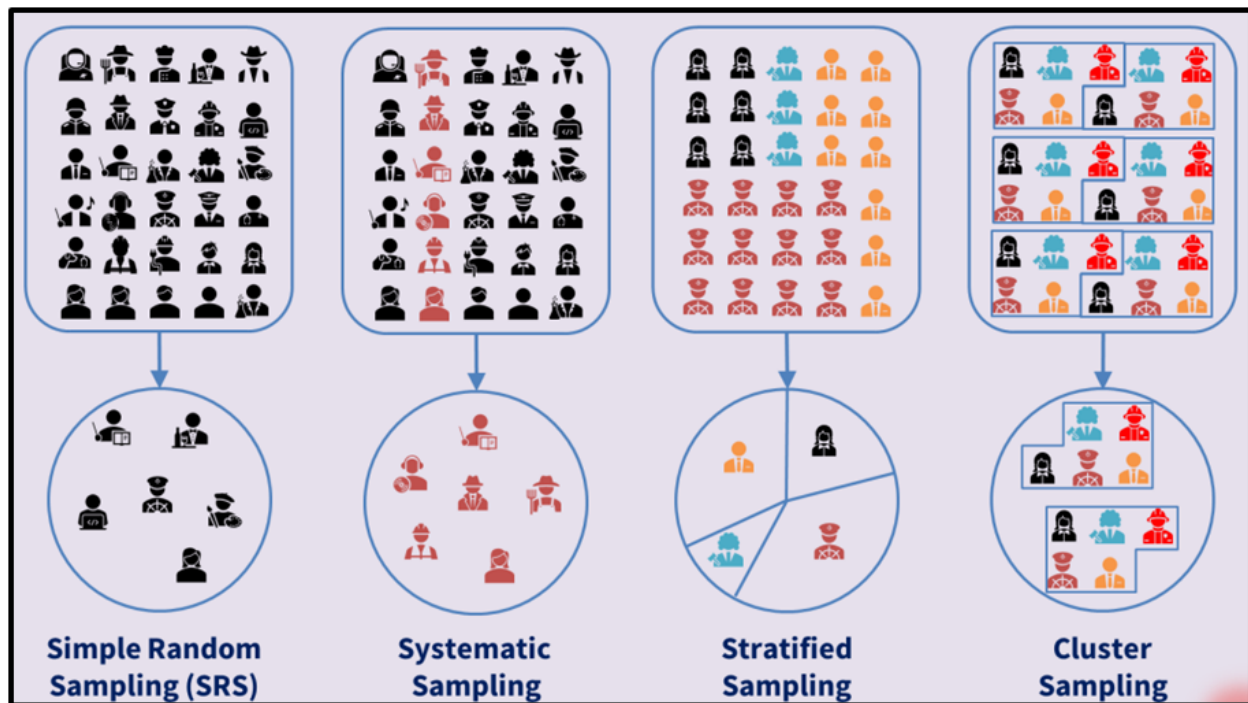 Simple Random
Sampling (SRS)
Systematic
Sampling
Stratified
Sampling
Cluster
Sampling